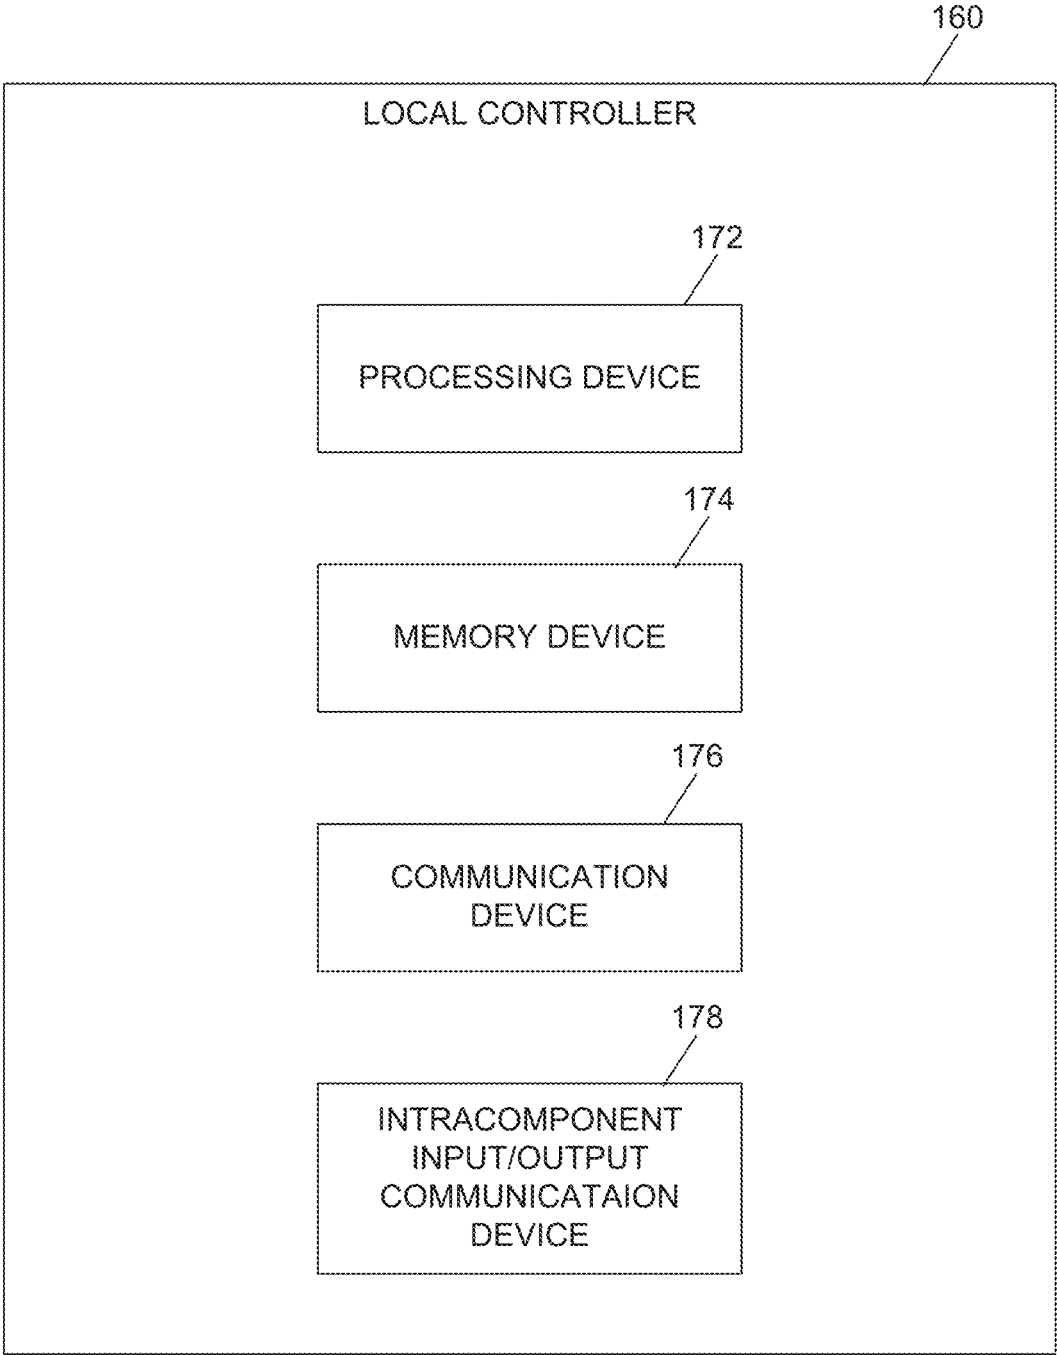 160
LOCAL CONTROLLER
172
PROCESSING DEVICE
174
MEMORY DEVICE
176
COMMUNICATION
DEVICE
178
INTRACOMPONENT
INPUT/OUTPUT
COMMUNICATAION
DEVICE